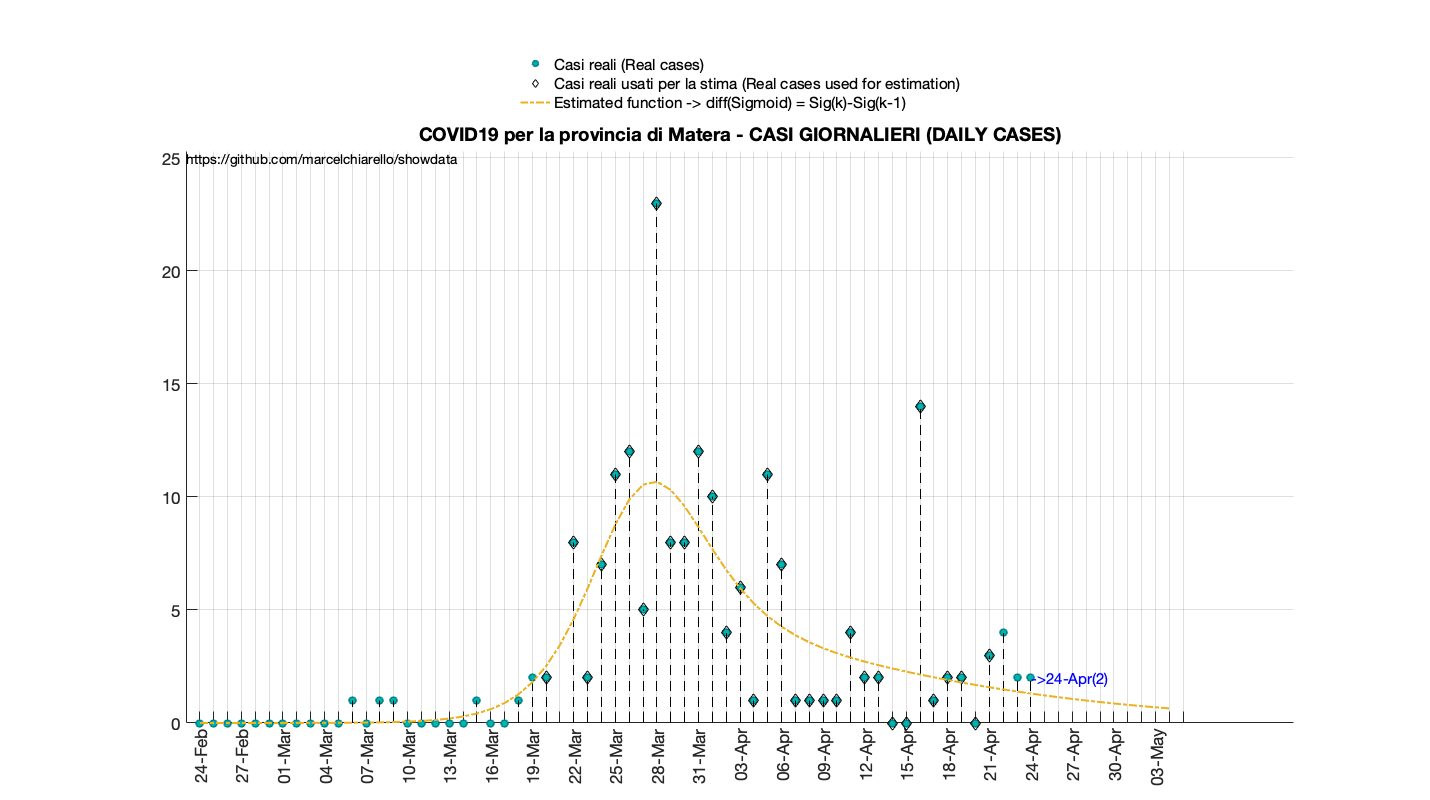 Casi reali (Real cases)
Casi reali usati per la stima (Real cases used for estimation)
Estimated function -> diff(Sigmoid) = Sig(k)-Sig(k-1)
COVID19 per la provincia di Matera - CASI GIORNALIERI (DAILY CASES)
https://github.com/marcelchiarello/showdata
25
20
15
10
5
0
->24-Apr(2)
24-Feb
27-Feb
01-Mar
04-Mar
07-Mar
10-Mar
13-Mar
16-Mar
19-Mar
22-Mar
25-Mar
28-Mar
31-Mar
03-Apr
06-Apr
09-Apr
12-Apr
15-Apr
18-Apr
21-Apr
24-Apr
27-Apr
30-Apr
03-May